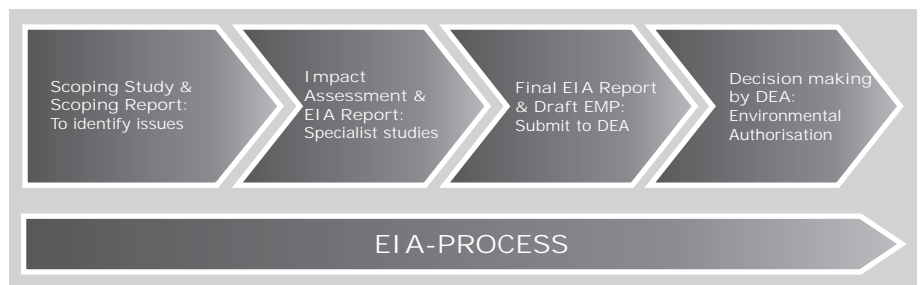 Scoping Study &
Scoping Report:
To identify issues
Impact
Assessment &
EIA Report:
Specialist studies
Final EIA Report
& Draft EMP:
Submit to DEA
Decision making
by DEA:
Environmental
Authorisation
EIA-PROCESS